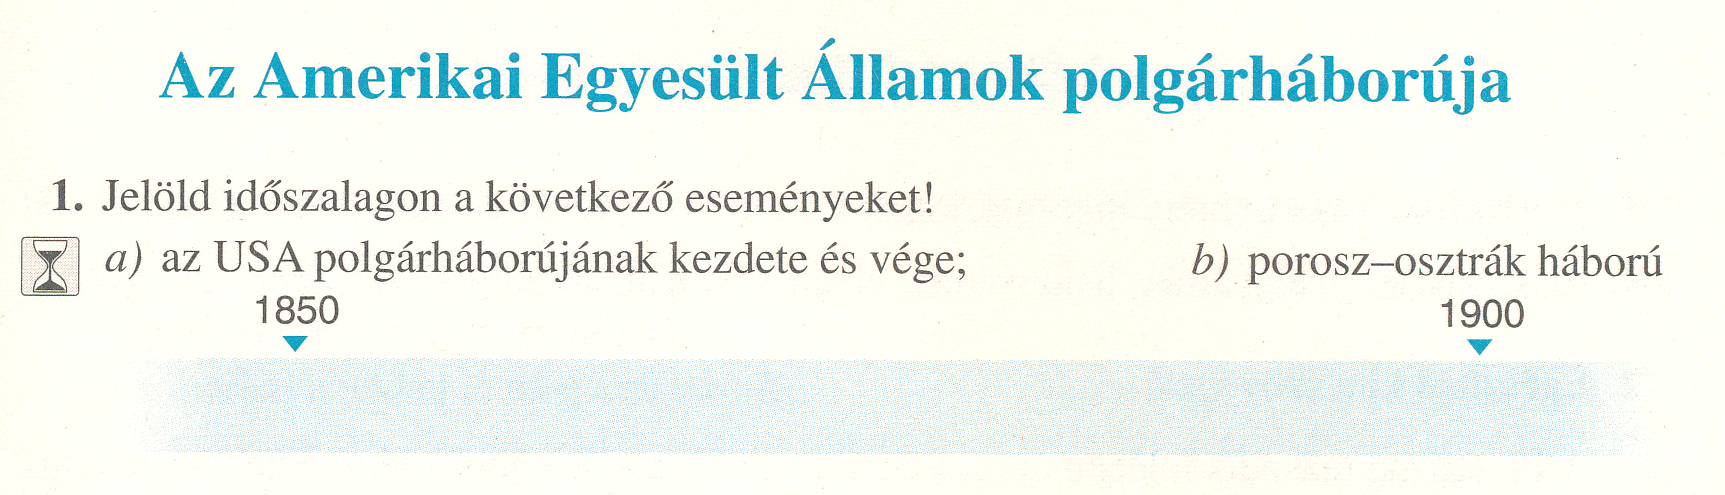 Az Amerikai Egyesült Államok polgárháborúja
1. Jelöld időszalagon a következő eseményeket!
a) az USA polgárháborújának kezdete és vége; b) porosz–osztrák háború
1850 1900